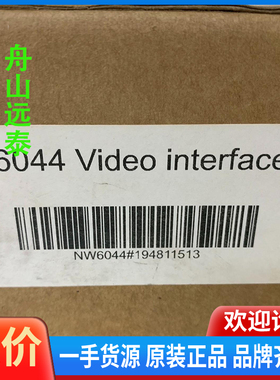 舟山远泰
6044 Video interface
NW6044#194811513
价
欢迎
一手货源 原装正品 品牌齐